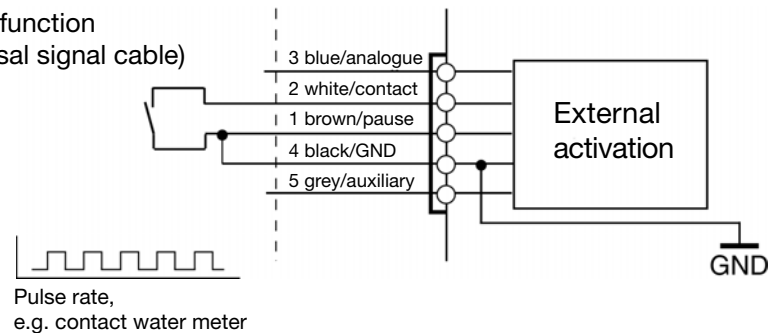 function
sal signal cable)
3 blue/analogue
2 white/contact
1 brown/pause
4 black/GND
5 grey/auxiliary
External
activation
GND
Pulse rate,
e.g. contact water meter